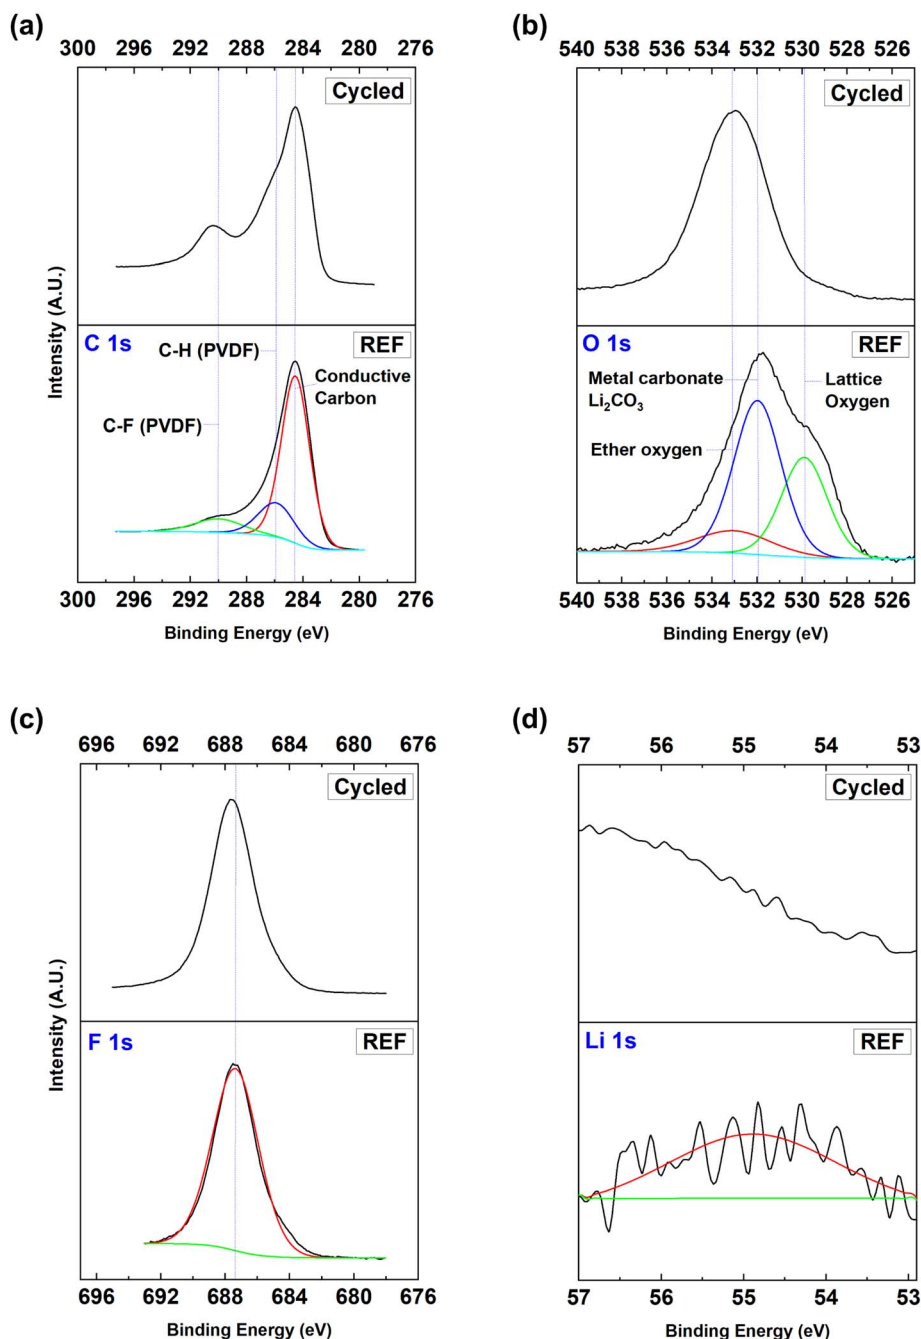 (a)
300 296 292 288 284 280 276
Cycled
C 1s
REF
C-H (PVDF)
Conductive
Carbon
C-F (PVDF)
300 296 292 288 284 280 276
Binding Energy (eV)
Intensity (A.U.)
(b)
540 538 536 534 532 530 528 526
Cycled
O 1s
REF
Metal carbonate
Li₂CO₃
Lattice
Oxygen
Ether oxygen
540 538 536 534 532 530 528 526
Binding Energy (eV)
(c)
696 692 688 684 680 676
Cycled
F 1s
REF
696 692 688 684 680 676
Binding Energy (eV)
Intensity (A.U.)
(d)
57 56 55 54 53
Cycled
Li 1s
REF
57 56 55 54 53
Binding Energy (eV)